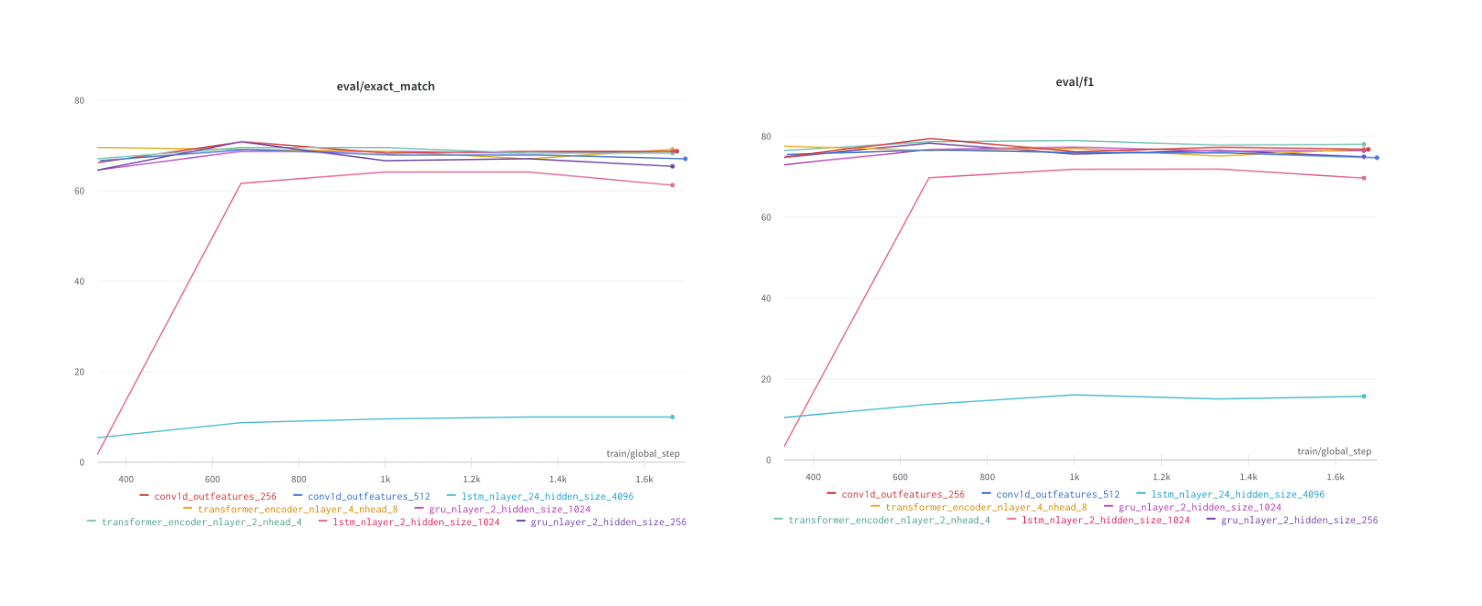 eval/exact_match
80
60
40
20
0
train/global_step
400 600 800 1k 1.2k 1.4k 1.6k
conv1d_outfeatures_256 conv1d_outfeatures_512 lstm_nlayer_24_hidden_size_4096
transformer_encoder_nlayer_4_nhead_8 gru_nlayer_2_hidden_size_1024
transformer_encoder_nlayer_2_nhead_4 lstm_nlayer_2_hidden_size_1024 gru_nlayer_2_hidden_size_256
eval/f1
80
60
40
20
0
train/global_step
400 600 800 1k 1.2k 1.4k 1.6k
conv1d_outfeatures_256 conv1d_outfeatures_512 lstm_nlayer_24_hidden_size_4096
transformer_encoder_nlayer_4_nhead_8 gru_nlayer_2_hidden_size_1024
transformer_encoder_nlayer_2_nhead_4 lstm_nlayer_2_hidden_size_1024 gru_nlayer_2_hidden_size_256